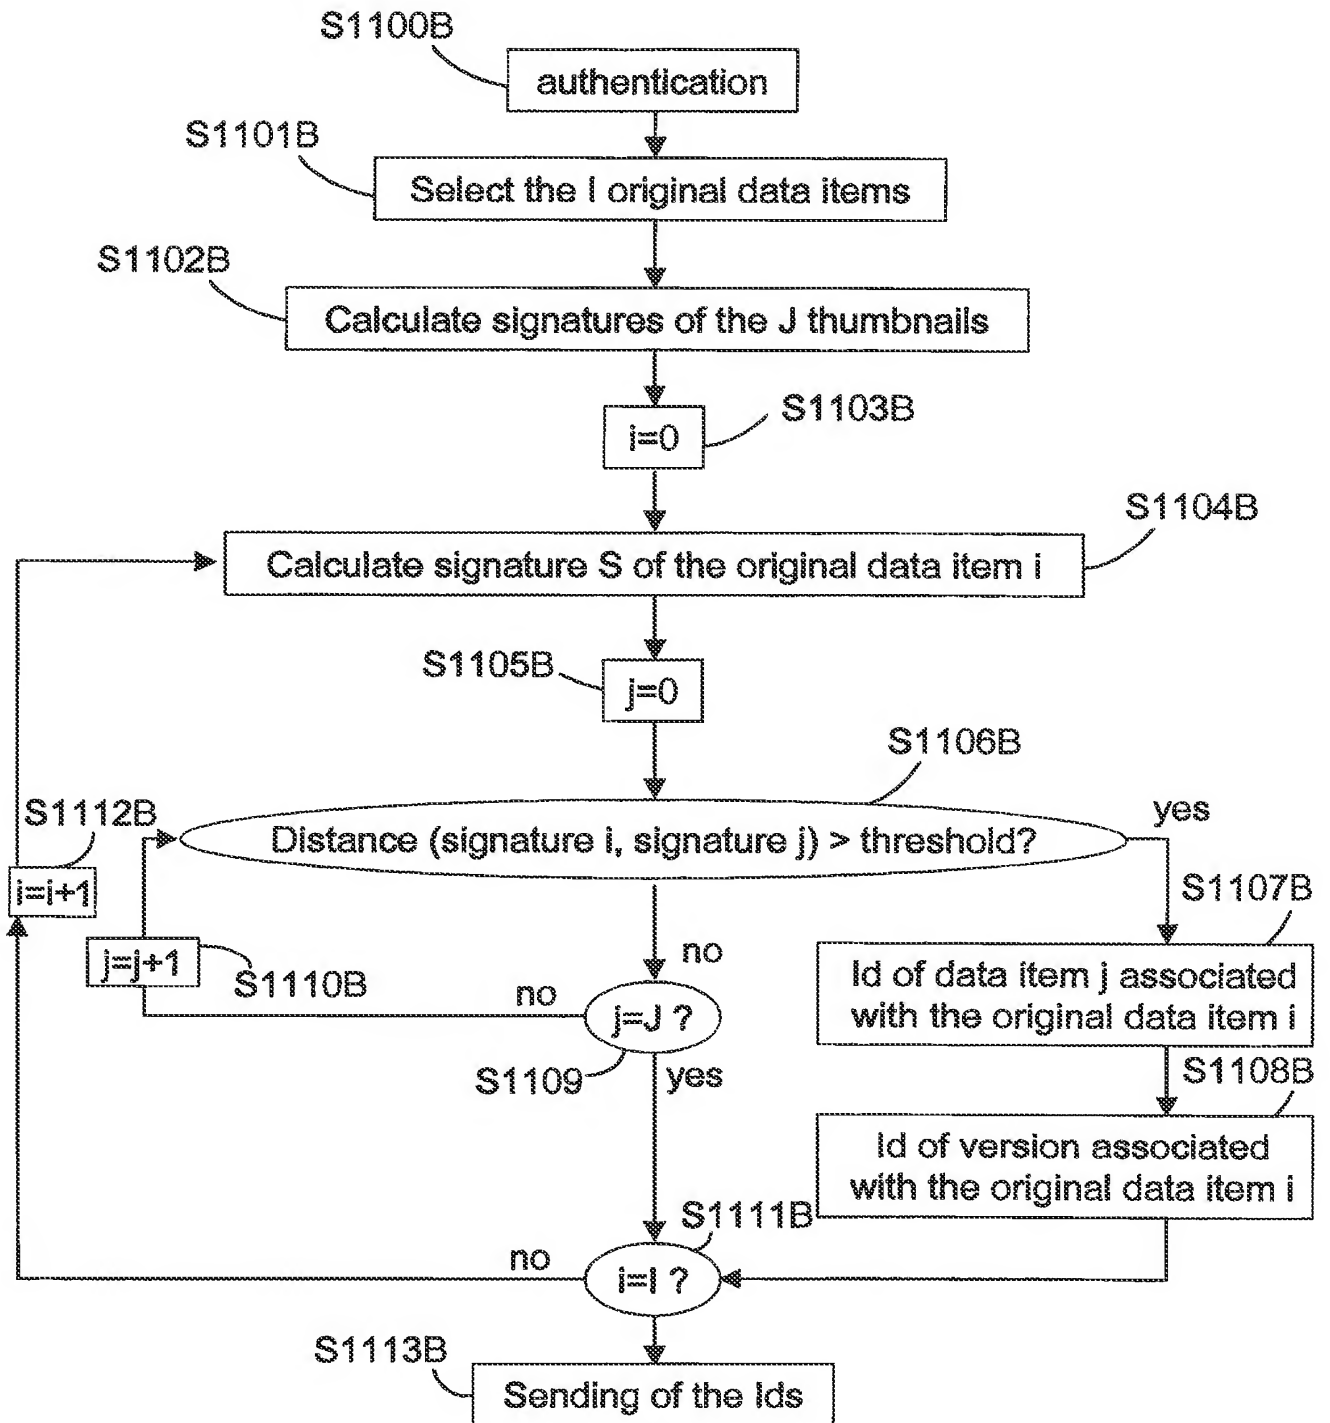 S1100B
authentication
S1101B
Select the I original data items
S1102B
Calculate signatures of the J thumbnails
S1103B
i=0
S1104B
Calculate signature S of the original data item i
S1105B
j=0
S1106B
Distance (signature i, signature j) > threshold?
yes
S1112B
i=i+1
S1107B
j=j+1
S1110B
no
no
Id of data item j associated
with the original data item i
j=J ?
S1109
yes
S1108B
Id of version associated
with the original data item i
S1111B
no
i=I ?
S1113B
Sending of the Ids